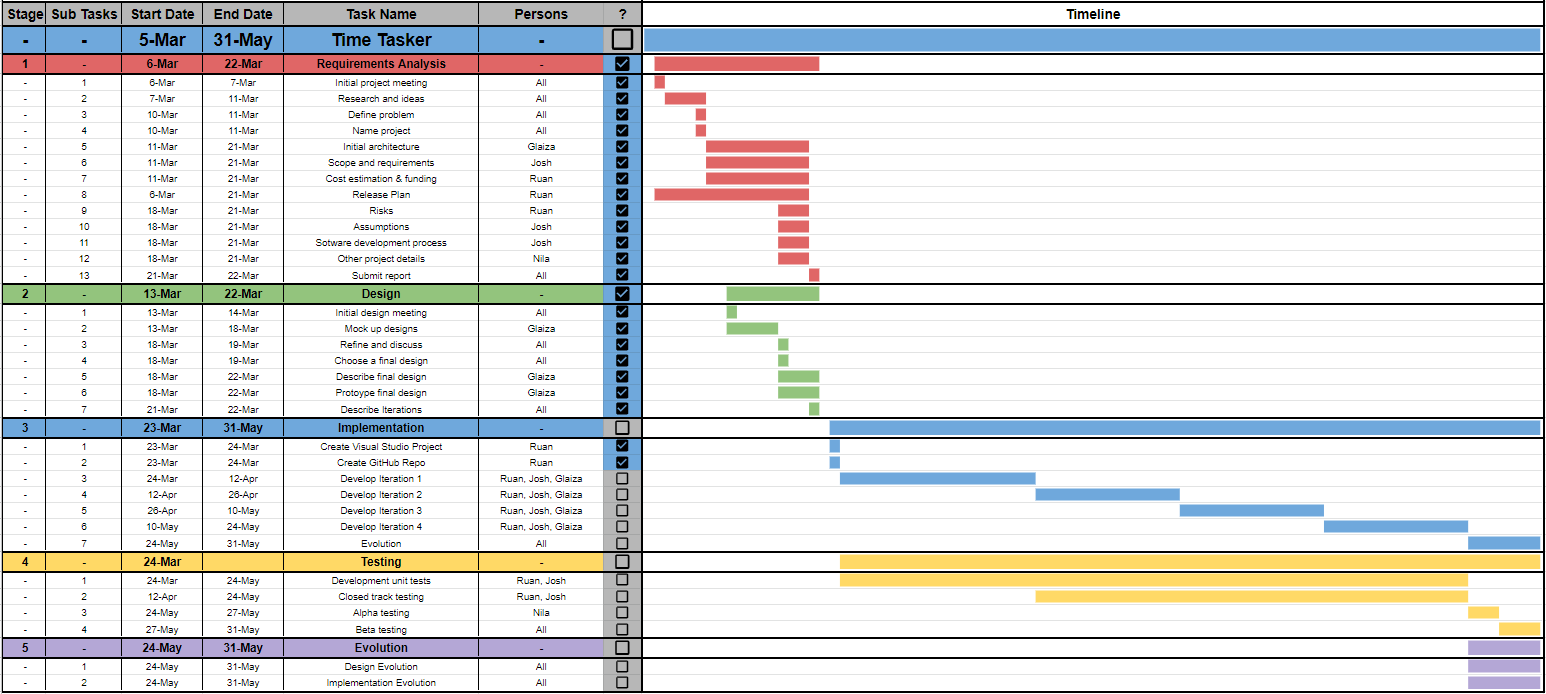 Stage Sub Tasks Start Date End Date Task Name Persons ? Timeline
- - 5-Mar 31-May Time Tasker -
1 - 6-Mar 22-Mar Requirements Analysis -
- 1 6-Mar 7-Mar Initial project meeting All
- 2 7-Mar 11-Mar Research and ideas All
- 3 10-Mar 11-Mar Define problem All
- 4 10-Mar 11-Mar Name project All
- 5 11-Mar 21-Mar Initial architecture Glaiza
- 6 11-Mar 21-Mar Scope and requirements Josh
- 7 11-Mar 21-Mar Cost estimation & funding Ruan
- 8 6-Mar 21-Mar Release Plan Ruan
- 9 18-Mar 21-Mar Risks Ruan
- 10 18-Mar 21-Mar Assumptions Josh
- 11 18-Mar 21-Mar Sotware development process Josh
- 12 18-Mar 21-Mar Other project details Nila
- 13 21-Mar 22-Mar Submit report All
2 - 13-Mar 22-Mar Design -
- 1 13-Mar 14-Mar Initial design meeting All
- 2 13-Mar 18-Mar Mock up designs Glaiza
- 3 18-Mar 19-Mar Refine and discuss All
- 4 18-Mar 19-Mar Choose a final design All
- 5 18-Mar 22-Mar Describe final design Glaiza
- 6 18-Mar 22-Mar Protoype final design Glaiza
- 7 21-Mar 22-Mar Describe Iterations All
3 - 23-Mar 31-May Implementation -
- 1 23-Mar 24-Mar Create Visual Studio Project Ruan
- 2 23-Mar 24-Mar Create GitHub Repo Ruan
- 3 24-Mar 12-Apr Develop Iteration 1 Ruan, Josh, Glaiza
- 4 12-Apr 26-Apr Develop Iteration 2 Ruan, Josh, Glaiza
- 5 26-Apr 10-May Develop Iteration 3 Ruan, Josh, Glaiza
- 6 10-May 24-May Develop Iteration 4 Ruan, Josh, Glaiza
- 7 24-May 31-May Evolution All
4 - 24-Mar Testing -
- 1 24-Mar 24-May Development unit tests Ruan, Josh
- 2 12-Apr 24-May Closed track testing Ruan, Josh
- 3 24-May 27-May Alpha testing Nila
- 4 27-May 31-May Beta testing All
5 - 24-May 31-May Evolution -
- 1 24-May 31-May Design Evolution All
- 2 24-May 31-May Implementation Evolution All